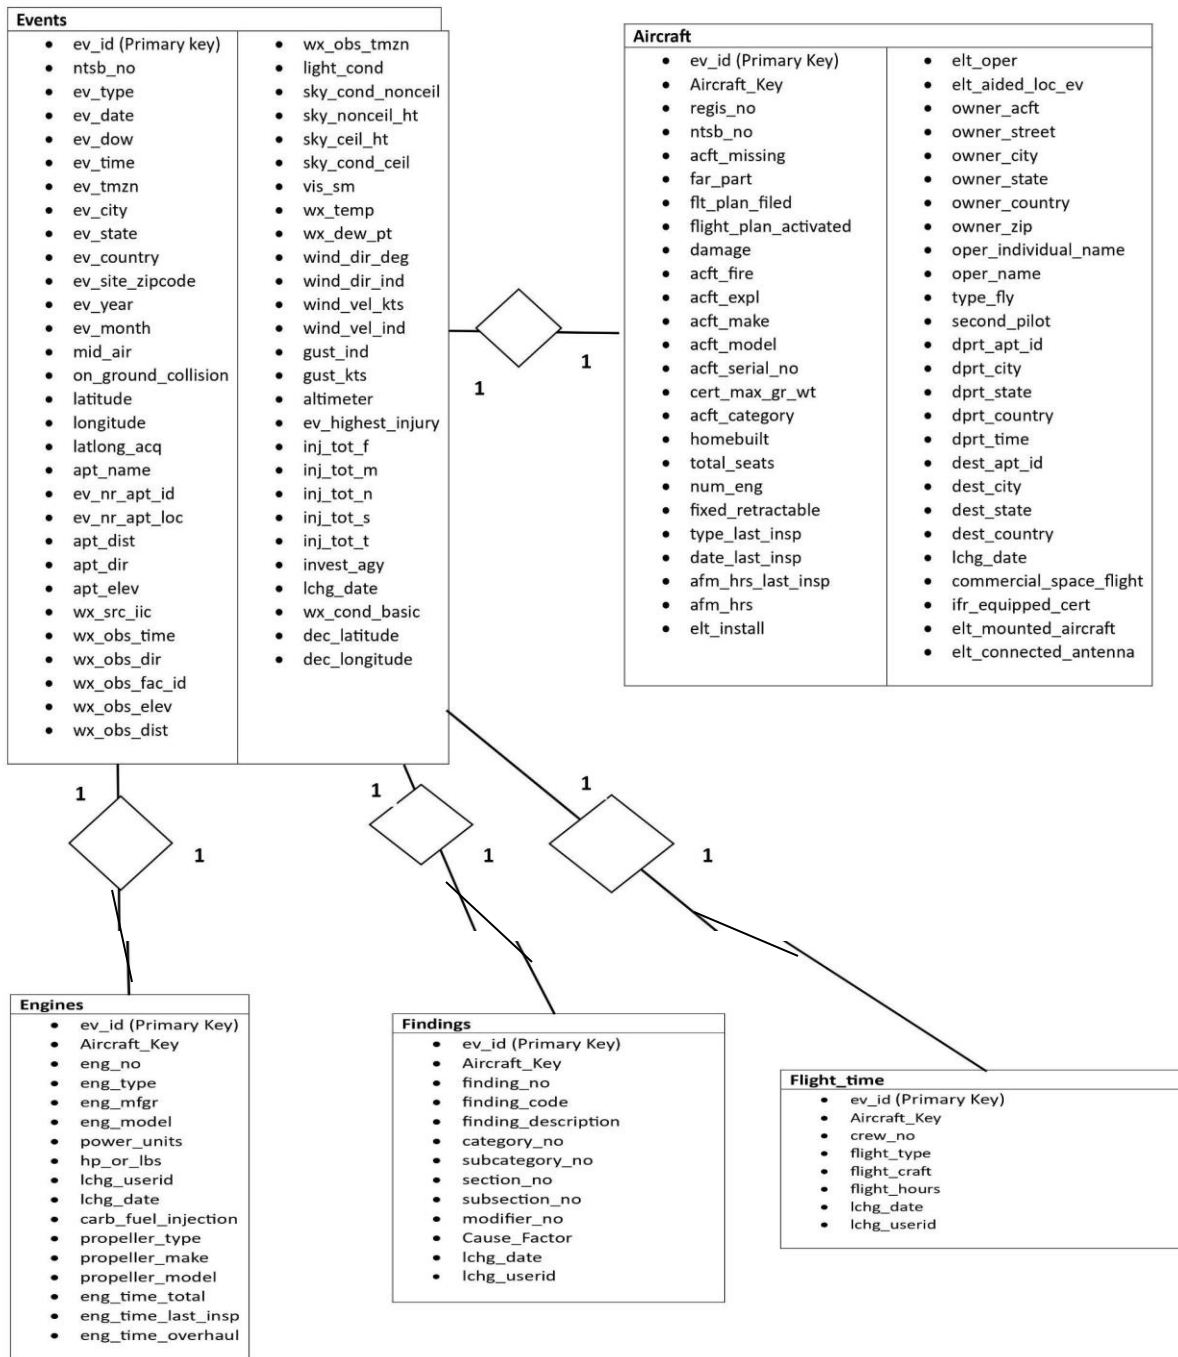 Events
ev_id (Primary key)
ntsb_no
ev_type
ev_date
ev_dow
ev_time
ev_tmzn
ev_city
ev_state
ev_country
ev_site_zipcode
ev_year
ev_month
mid_air
on_ground_collision
latitude
longitude
latlong_acq
apt_name
ev_nr_apt_id
ev_nr_apt_loc
apt_dist
apt_dir
apt_elev
wx_src_iic
wx_obs_time
wx_obs_dir
wx_obs_fac_id
wx_obs_elev
wx_obs_dist
wx_obs_tmzn
light_cond
sky_cond_nonceil
sky_nonceil_ht
sky_ceil_ht
sky_cond_ceil
vis_sm
wx_temp
wx_dew_pt
wind_dir_deg
wind_dir_ind
wind_vel_kts
wind_vel_ind
gust_ind
gust_kts
altimeter
ev_highest_injury
inj_tot_f
inj_tot_m
inj_tot_n
inj_tot_s
inj_tot_t
invest_agy
lchg_date
wx_cond_basic
dec_latitude
dec_longitude
1
1
Aircraft
ev_id (Primary Key)
Aircraft_Key
regis_no
ntsb_no
acft_missing
far_part
flt_plan_filed
flight_plan_activated
damage
acft_fire
acft_expl
acft_make
acft_model
acft_serial_no
cert_max_gr_wt
acft_category
homebuilt
total_seats
num_eng
fixed_retractable
type_last_insp
date_last_insp
afm_hrs_last_insp
afm_hrs
elt_install
elt_oper
elt_aided_loc_ev
owner_acft
owner_street
owner_city
owner_state
owner_country
owner_zip
oper_individual_name
oper_name
type_fly
second_pilot
dprt_apt_id
dprt_city
dprt_state
dprt_country
dprt_time
dest_apt_id
dest_city
dest_state
dest_country
lchg_date
commercial_space_flight
ifr_equipped_cert
elt_mounted_aircraft
elt_connected_antenna
1
1
1
1
1
1
Engines
ev_id (Primary Key)
Aircraft_Key
eng_no
eng_type
eng_mfgr
eng_model
power_units
hp_or_lbs
lchg_userid
lchg_date
carb_fuel_injection
propeller_type
propeller_make
propeller_model
eng_time_total
eng_time_last_insp
eng_time_overhaul
Findings
ev_id (Primary Key)
Aircraft_Key
finding_no
finding_code
finding_description
category_no
subcategory_no
section_no
subsection_no
modifier_no
Cause_Factor
lchg_date
lchg_userid
Flight_time
ev_id (Primary Key)
Aircraft_Key
crew_no
flight_type
flight_craft
flight_hours
lchg_date
lchg_userid